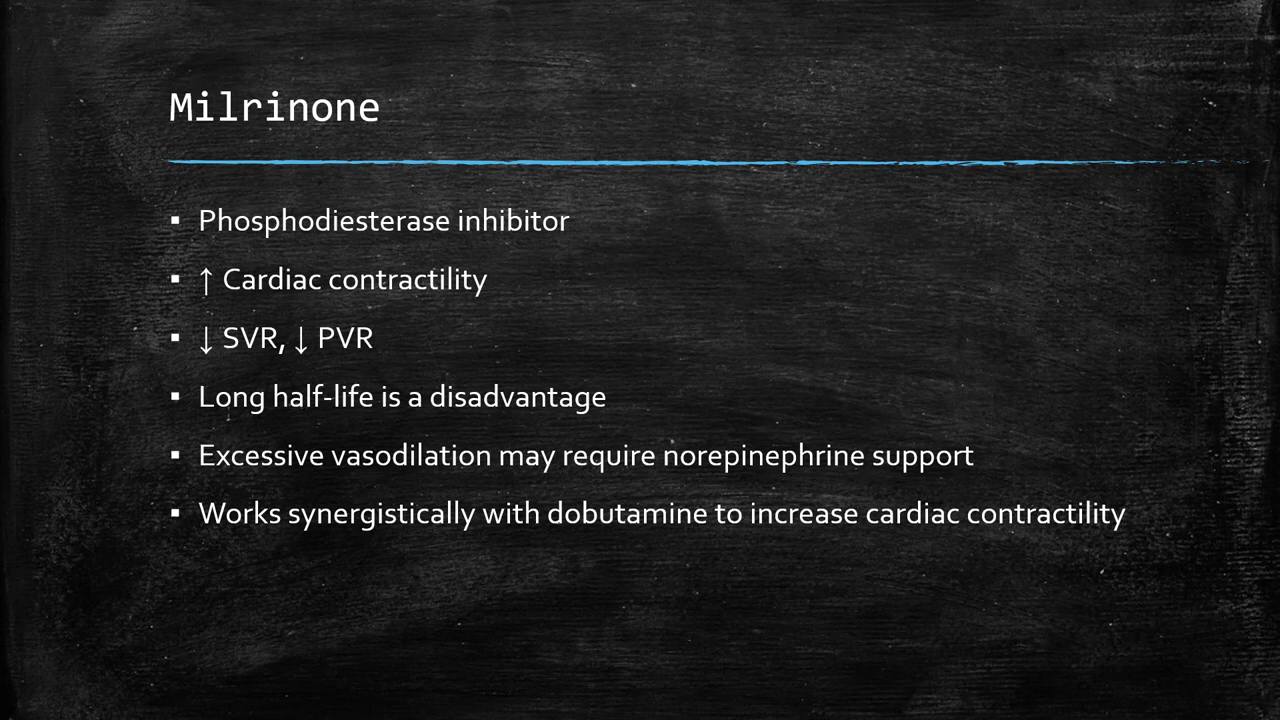 Milrinone
▪ Phosphodiesterase inhibitor
▪ ↑ Cardiac contractility
▪ ↓ SVR, ↓ PVR
▪ Long half-life is a disadvantage
▪ Excessive vasodilation may require norepinephrine support
▪ Works synergistically with dobutamine to increase cardiac contractility